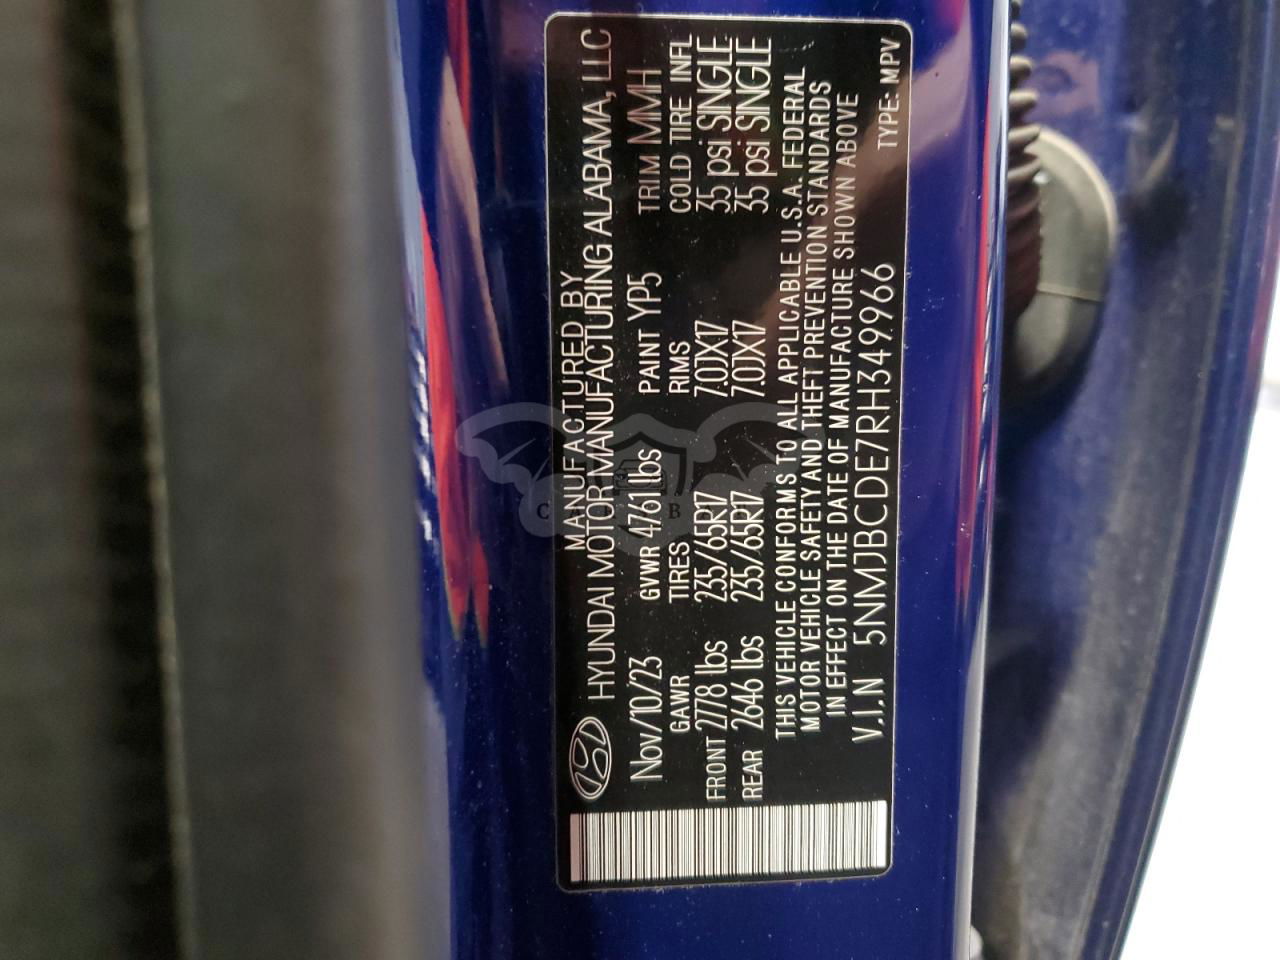 MANUFACTURED BY
HYUNDAI MOTOR MANUFACTURING ALABAMA, LLC
Nov/10/23 GVWR 4761 lbs PAINT YP5 TRIM MMH
GAWR TIRES RIMS COLD TIRE INFL
FRONT 2778 lbs 235/65R17 7.0JX17 35 psi SINGLE
REAR 2646 lbs 235/65R17 7.0JX17 35 psi SINGLE
THIS VEHICLE CONFORMS TO ALL APPLICABLE U.S.A. FEDERAL
MOTOR VEHICLE SAFETY AND THEFT PREVENTION STANDARDS
IN EFFECT ON THE DATE OF MANUFACTURE SHOWN ABOVE
V.I.N 5NMJBCDE7RH349966 TYPE: MPV